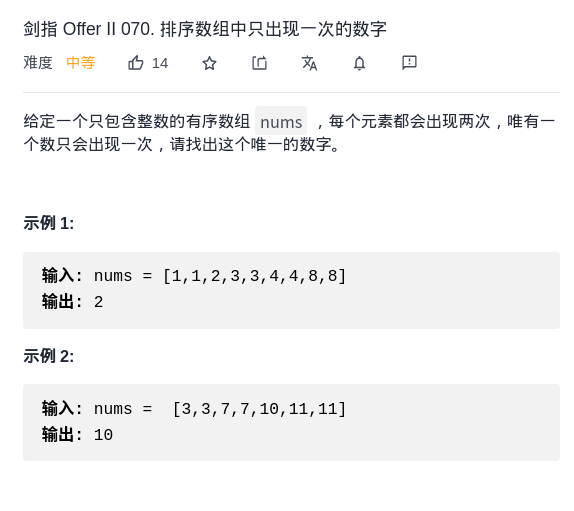 剑指 Offer II 070. 排序数组中只出现一次的数字
难度 中等 14
给定一个只包含整数的有序数组 nums ，每个元素都会出现两次，唯有一
个数只会出现一次，请找出这个唯一的数字。
示例 1:
输入: nums = [1,1,2,3,3,4,4,8,8]
输出: 2
示例 2:
输入: nums =  [3,3,7,7,10,11,11]
输出: 10